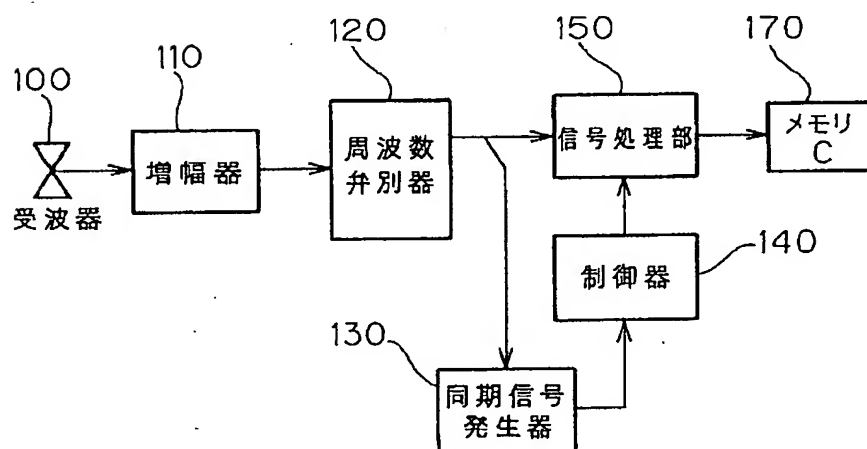 100
受波器
110
増幅器
120
周波数
弁別器
150
信号処理部
170
メモリ
C
140
制御器
130
同期信号
発生器